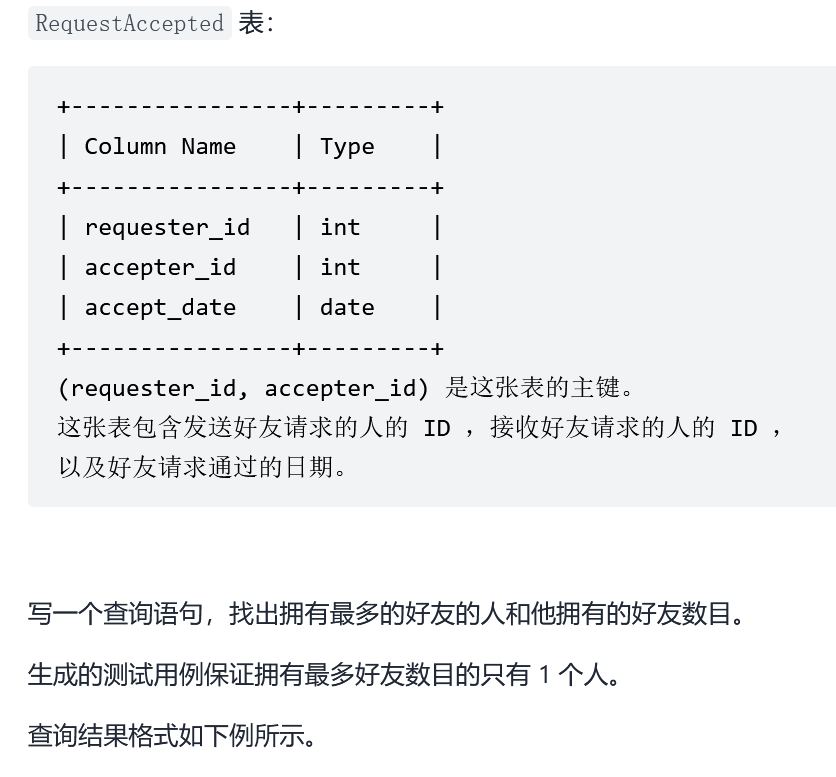 RequestAccepted 表：
+----------------+---------+
| Column Name    | Type    |
+----------------+---------+
| requester_id   | int     |
| accepter_id    | int     |
| accept_date    | date    |
+----------------+---------+
(requester_id, accepter_id) 是这张表的主键。
这张表包含发送好友请求的人的 ID ，接收好友请求的人的 ID ，
以及好友请求通过的日期。
写一个查询语句，找出拥有最多的好友的人和他拥有的好友数目。
生成的测试用例保证拥有最多好友数目的只有 1 个人。
查询结果格式如下例所示。